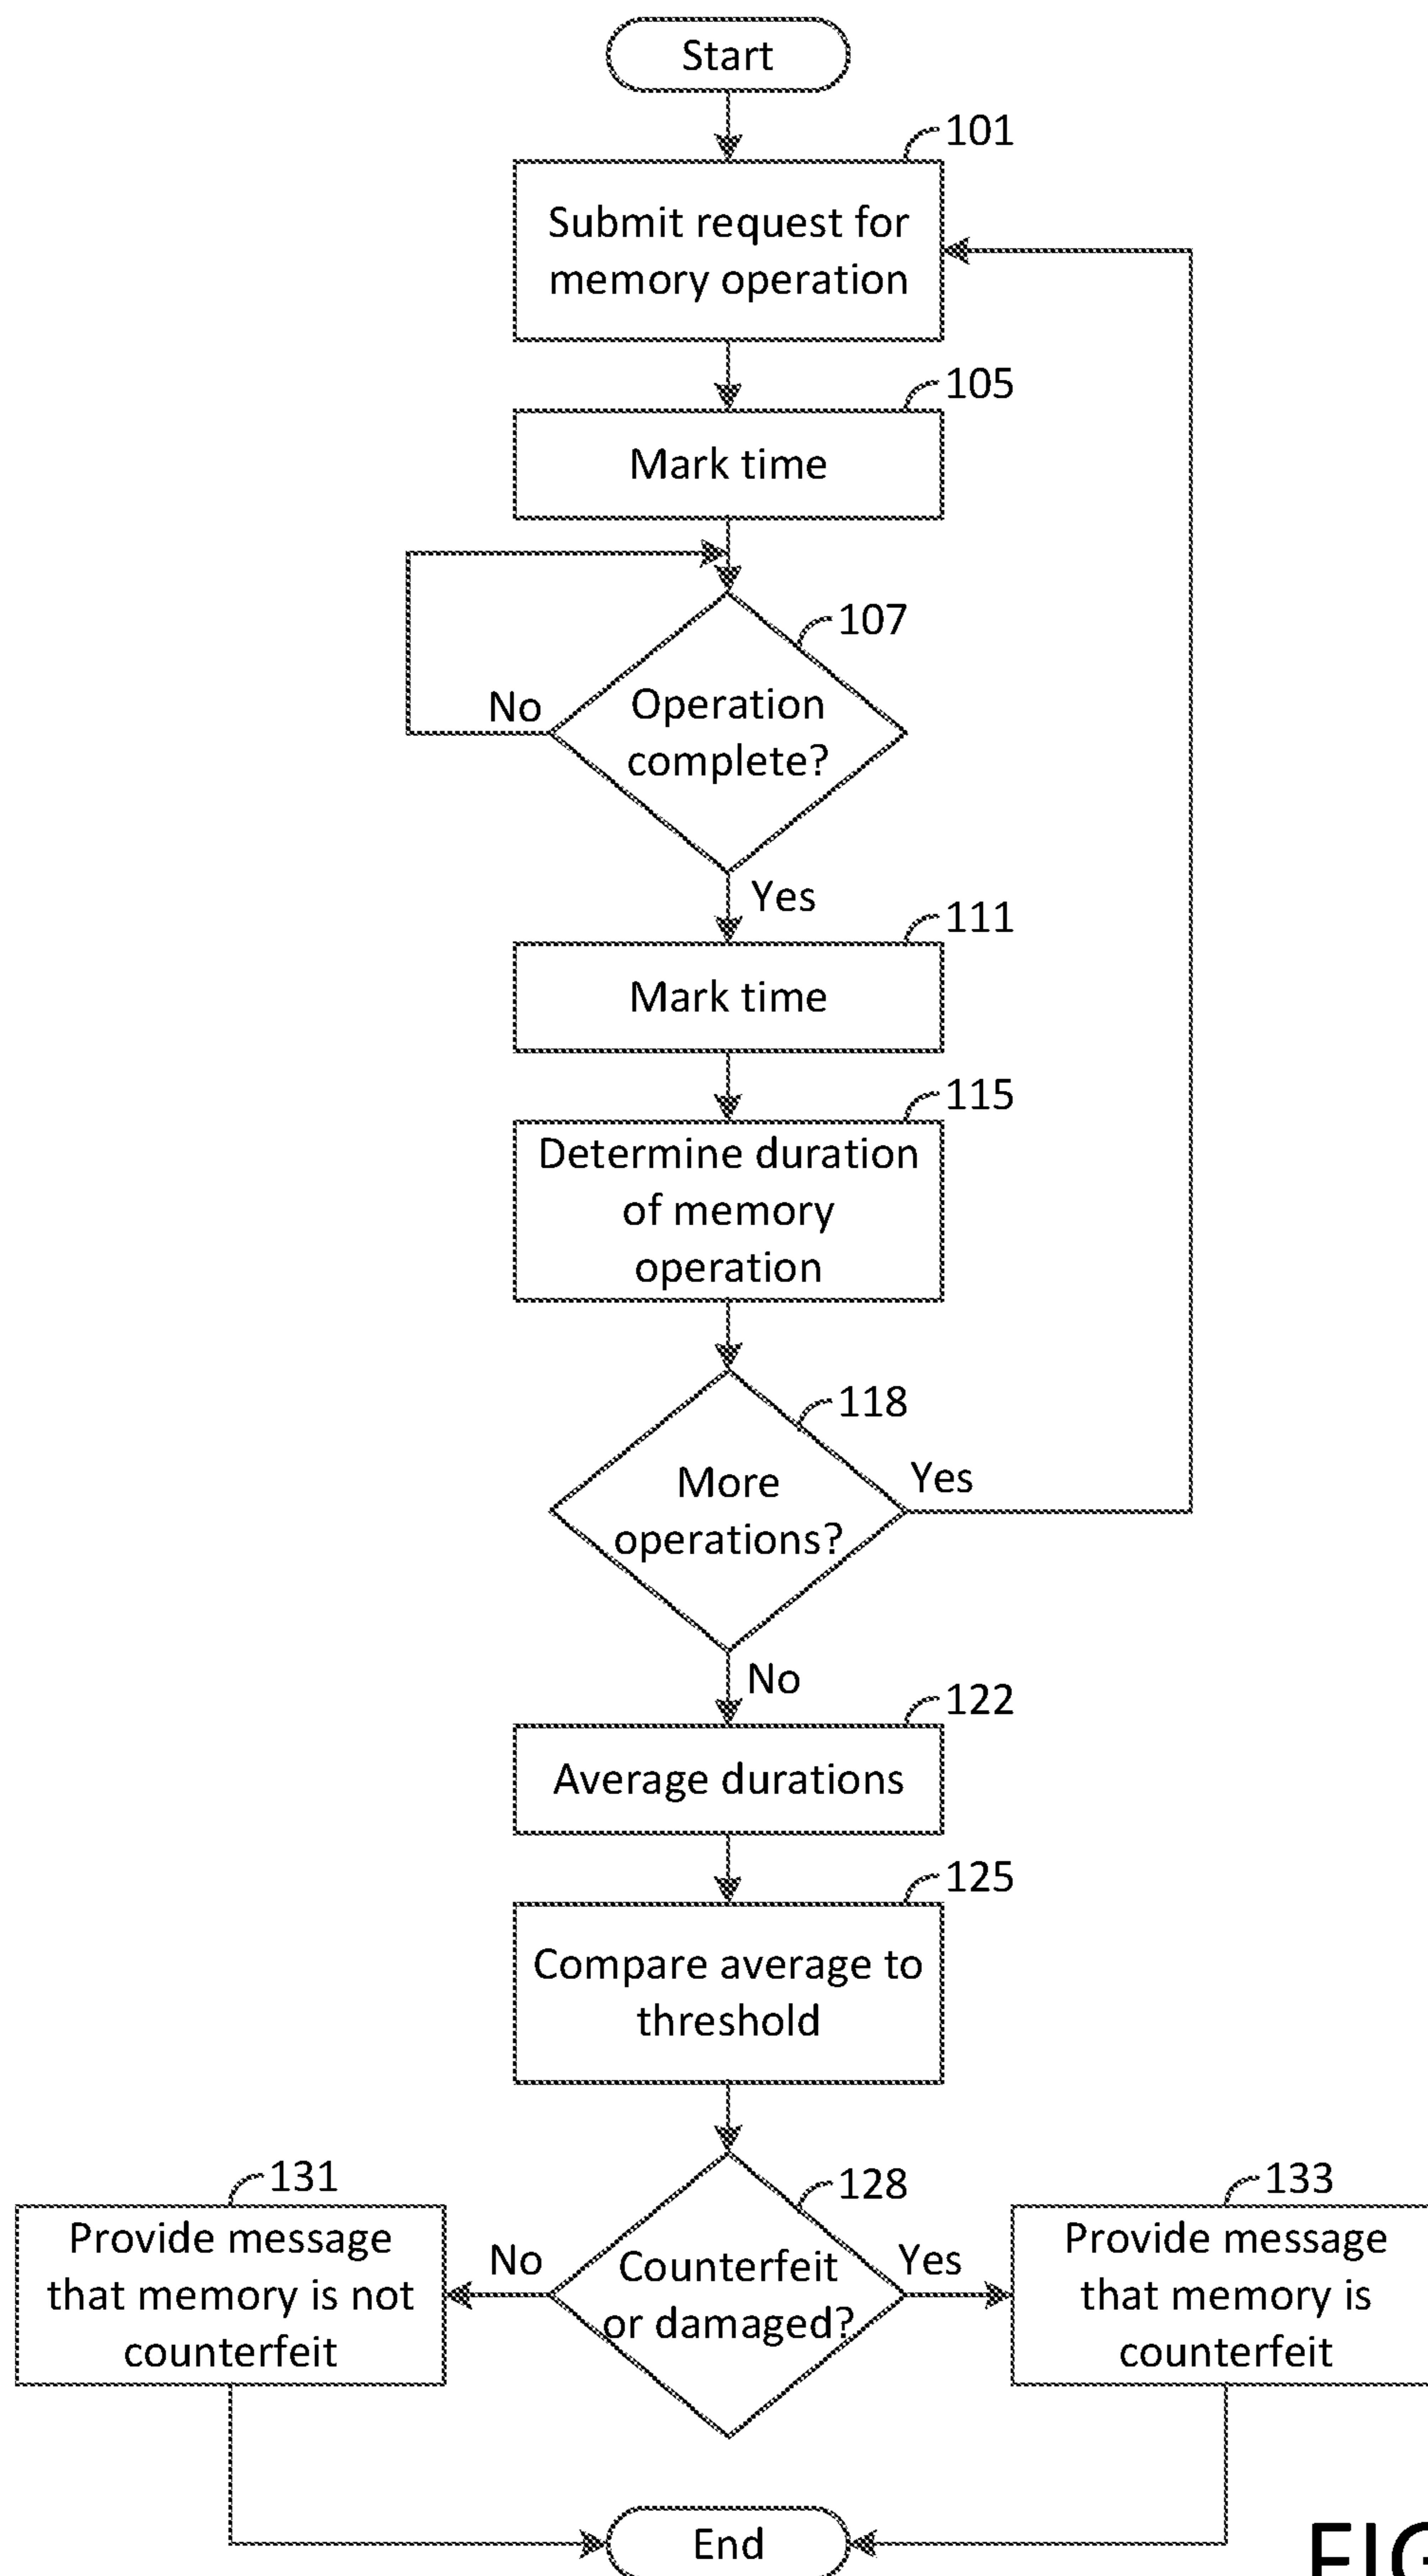 Start
101
Submit request for
memory operation
105
Mark time
107
Operation
complete?
No
Yes
111
Mark time
115
Determine duration
of memory
operation
118
More
operations?
Yes
No
122
Average durations
125
Compare average to
threshold
128
Counterfeit
or damaged?
No
Yes
131
Provide message
that memory is not
counterfeit
133
Provide message
that memory is
counterfeit
End